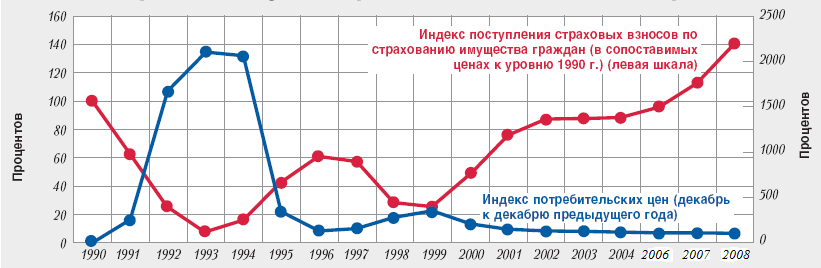 160
140
120
100
80
60
40
20
0
Процентов
Индекс поступления страховых взносов по
страхованию имущества граждан (в сопоставимых
ценах к уровню 1990 г.) (левая шкала)
Индекс потребительских цен (декабрь
к декабрю предыдущего года)
2500
2000
1500
1000
500
0
Процентов
1990 1991 1992 1993 1994 1995 1996 1997 1998 1999 2000 2001 2002 2003 2004 2006 2007 2008